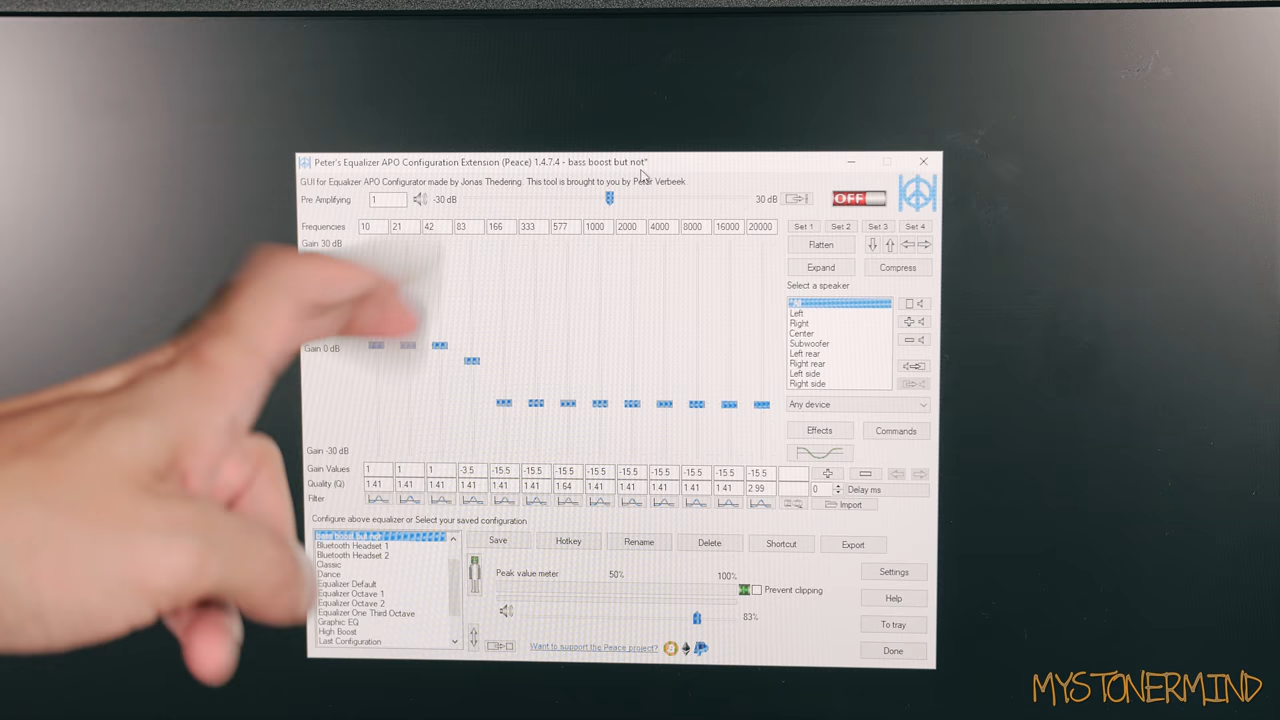 Peter's Equalizer APO Configuration Extension (Peace) 1.4.7.4 - bass boost but not*
GUI for Equalizer APO Configurator made by Jonas Thedering. This tool is brought to you by Peter Verbeek.
Pre Amplifying 1 -30 dB 30 dB OFF
Frequencies 10 21 42 83 166 333 577 1000 2000 4000 8000 16000 20000 Set 1 Set 2 Set 3 Set 4
Gain 30 dB Flatten
Expand Compress
Select a speaker
Left
Right
Center
Subwoofer
Gain 0 dB Left rear
Right rear
Left side
Right side
Any device
Effects Commands
Gain -30 dB
Gain Values 1 1 1 -3.5 -15.5 -15.5 -15.5 -15.5 -15.5 -15.5 -15.5 -15.5 -15.5
Quality (Q) 1.41 1.41 1.41 1.41 1.41 1.41 1.64 1.41 1.41 1.41 1.41 1.41 2.99 0 Delay ms
Filter Import
Configure above equalizer or Select your saved configuration
bass boost but not
Bluetooth Headset 1
Bluetooth Headset 2
Classic
Dance
Equalizer Default
Equalizer Octave 1
Equalizer Octave 2
Equalizer One Third Octave
Graphic EQ
High Boost
Last Configuration
Save Hotkey Rename Delete Shortcut Export
Peak value meter 50% 100% Prevent clipping
83%
Want to support the Peace project?
Settings
Help
To tray
Done
MYSTONERMIND